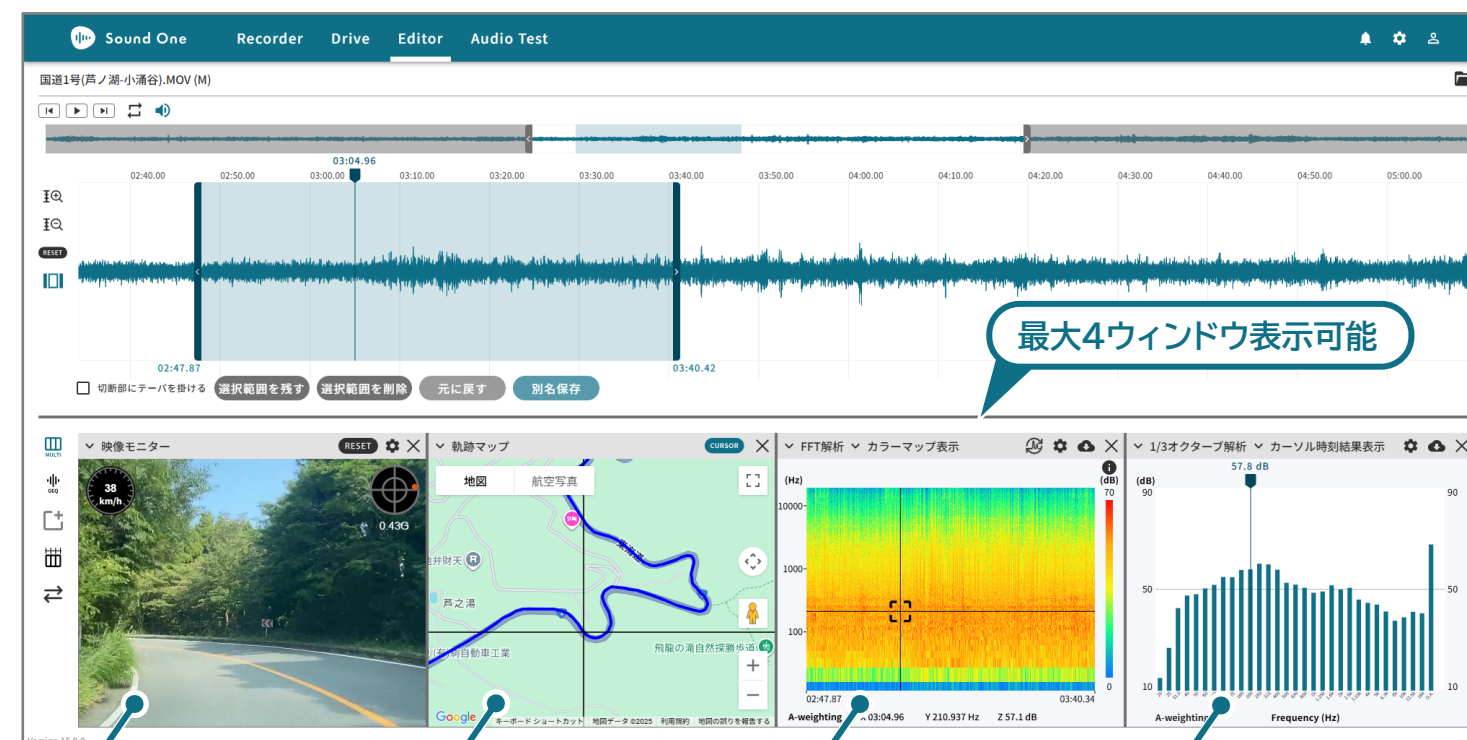 Sound One Recorder Drive Editor Audio Test
国道1号(芦ノ湖-小涌谷).MOV (M)
03:04.96
02:40.00 02:50.00 03:00.00 03:10.00 03:20.00 03:30.00 03:40.00 03:50.00 04:00.00 04:10.00 04:20.00 04:30.00 04:40.00 04:50.00 05:00.00
RESET
最大4ウィンドウ表示可能
02:47.87 03:40.42
切断部にテーパを掛ける 選択範囲を残す 選択範囲を削除 元に戻す 別名保存
MULTI
GEQ
映像モニター RESET
38
km/h
0.43G
軌跡マップ CURSOR
地図 航空写真
東海道
弁財天
芦之湯
自動車工業
飛龍の滝自然探勝歩道
Google
キーボード ショートカット 地図データ ©2025 利用規約 地図の誤りを報告する
FFT解析 カラーマップ表示
(Hz) (dB)
70
10000
1000
100
0
02:47.87 03:40.34
A-weighting X 03:04.96 Y 210.937 Hz Z 57.1 dB
1/3オクターブ解析 カーソル時刻結果表示
57.8 dB
(dB)
90 90
50 50
10 10
A-weighting Frequency (Hz)